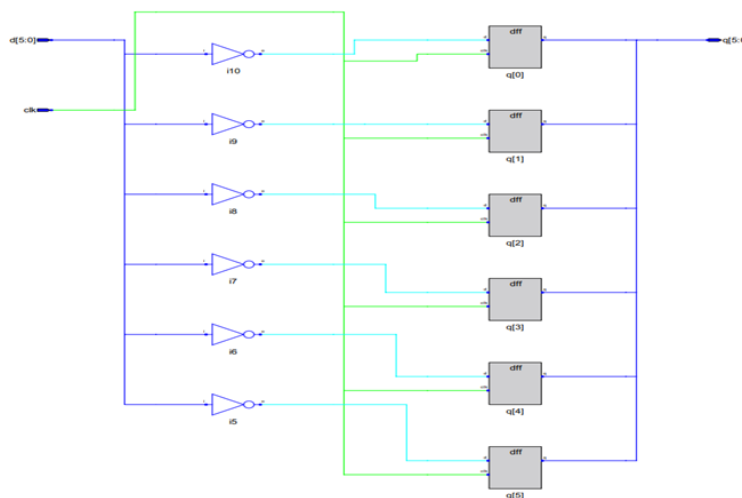 d[5:0]
clk
i10
i9
i8
i7
i6
i5
dff
q[0]
dff
q[1]
dff
q[2]
dff
q[3]
dff
q[4]
dff
q[5]